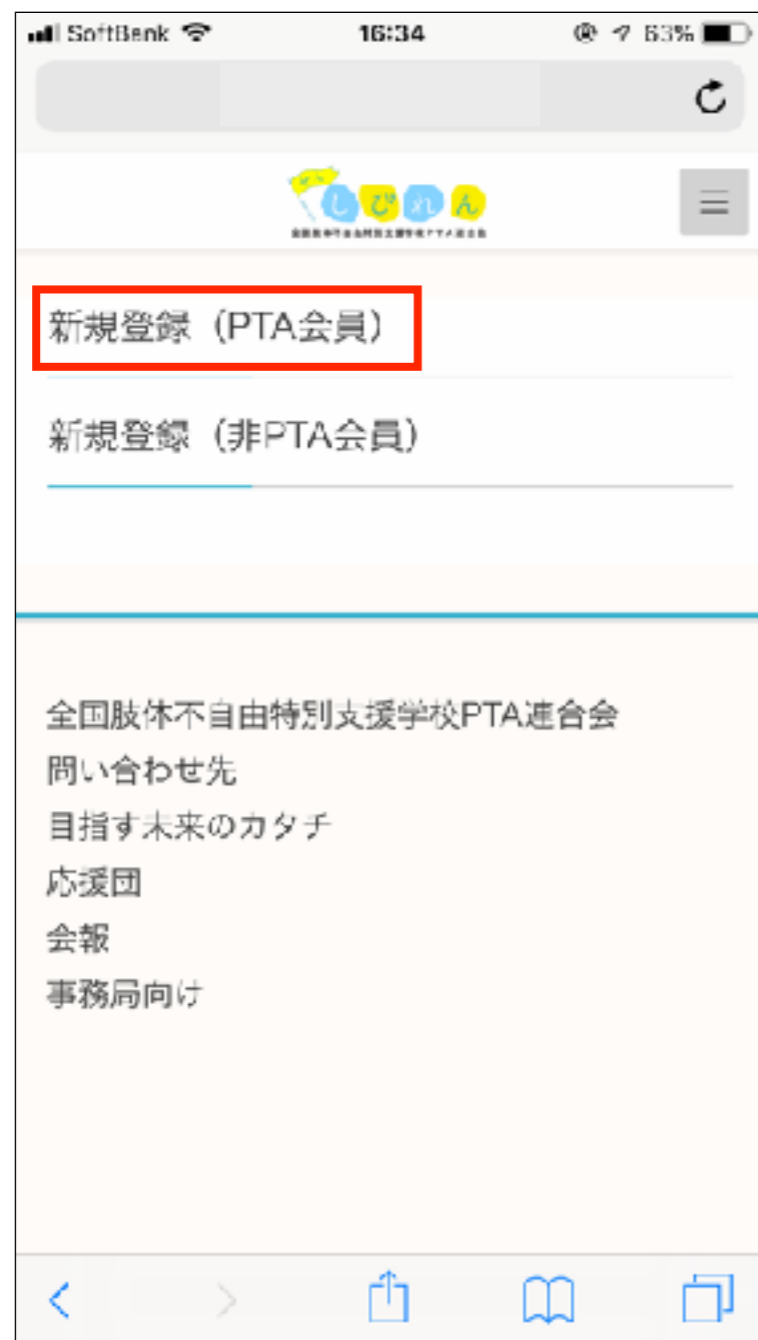 SoftBank 16:34 63%
しびれん
新規登録（PTA会員）
新規登録（非PTA会員）
全国肢体不自由特別支援学校PTA連合会
問い合わせ先
目指す未来のカタチ
応援団
会報
事務局向け